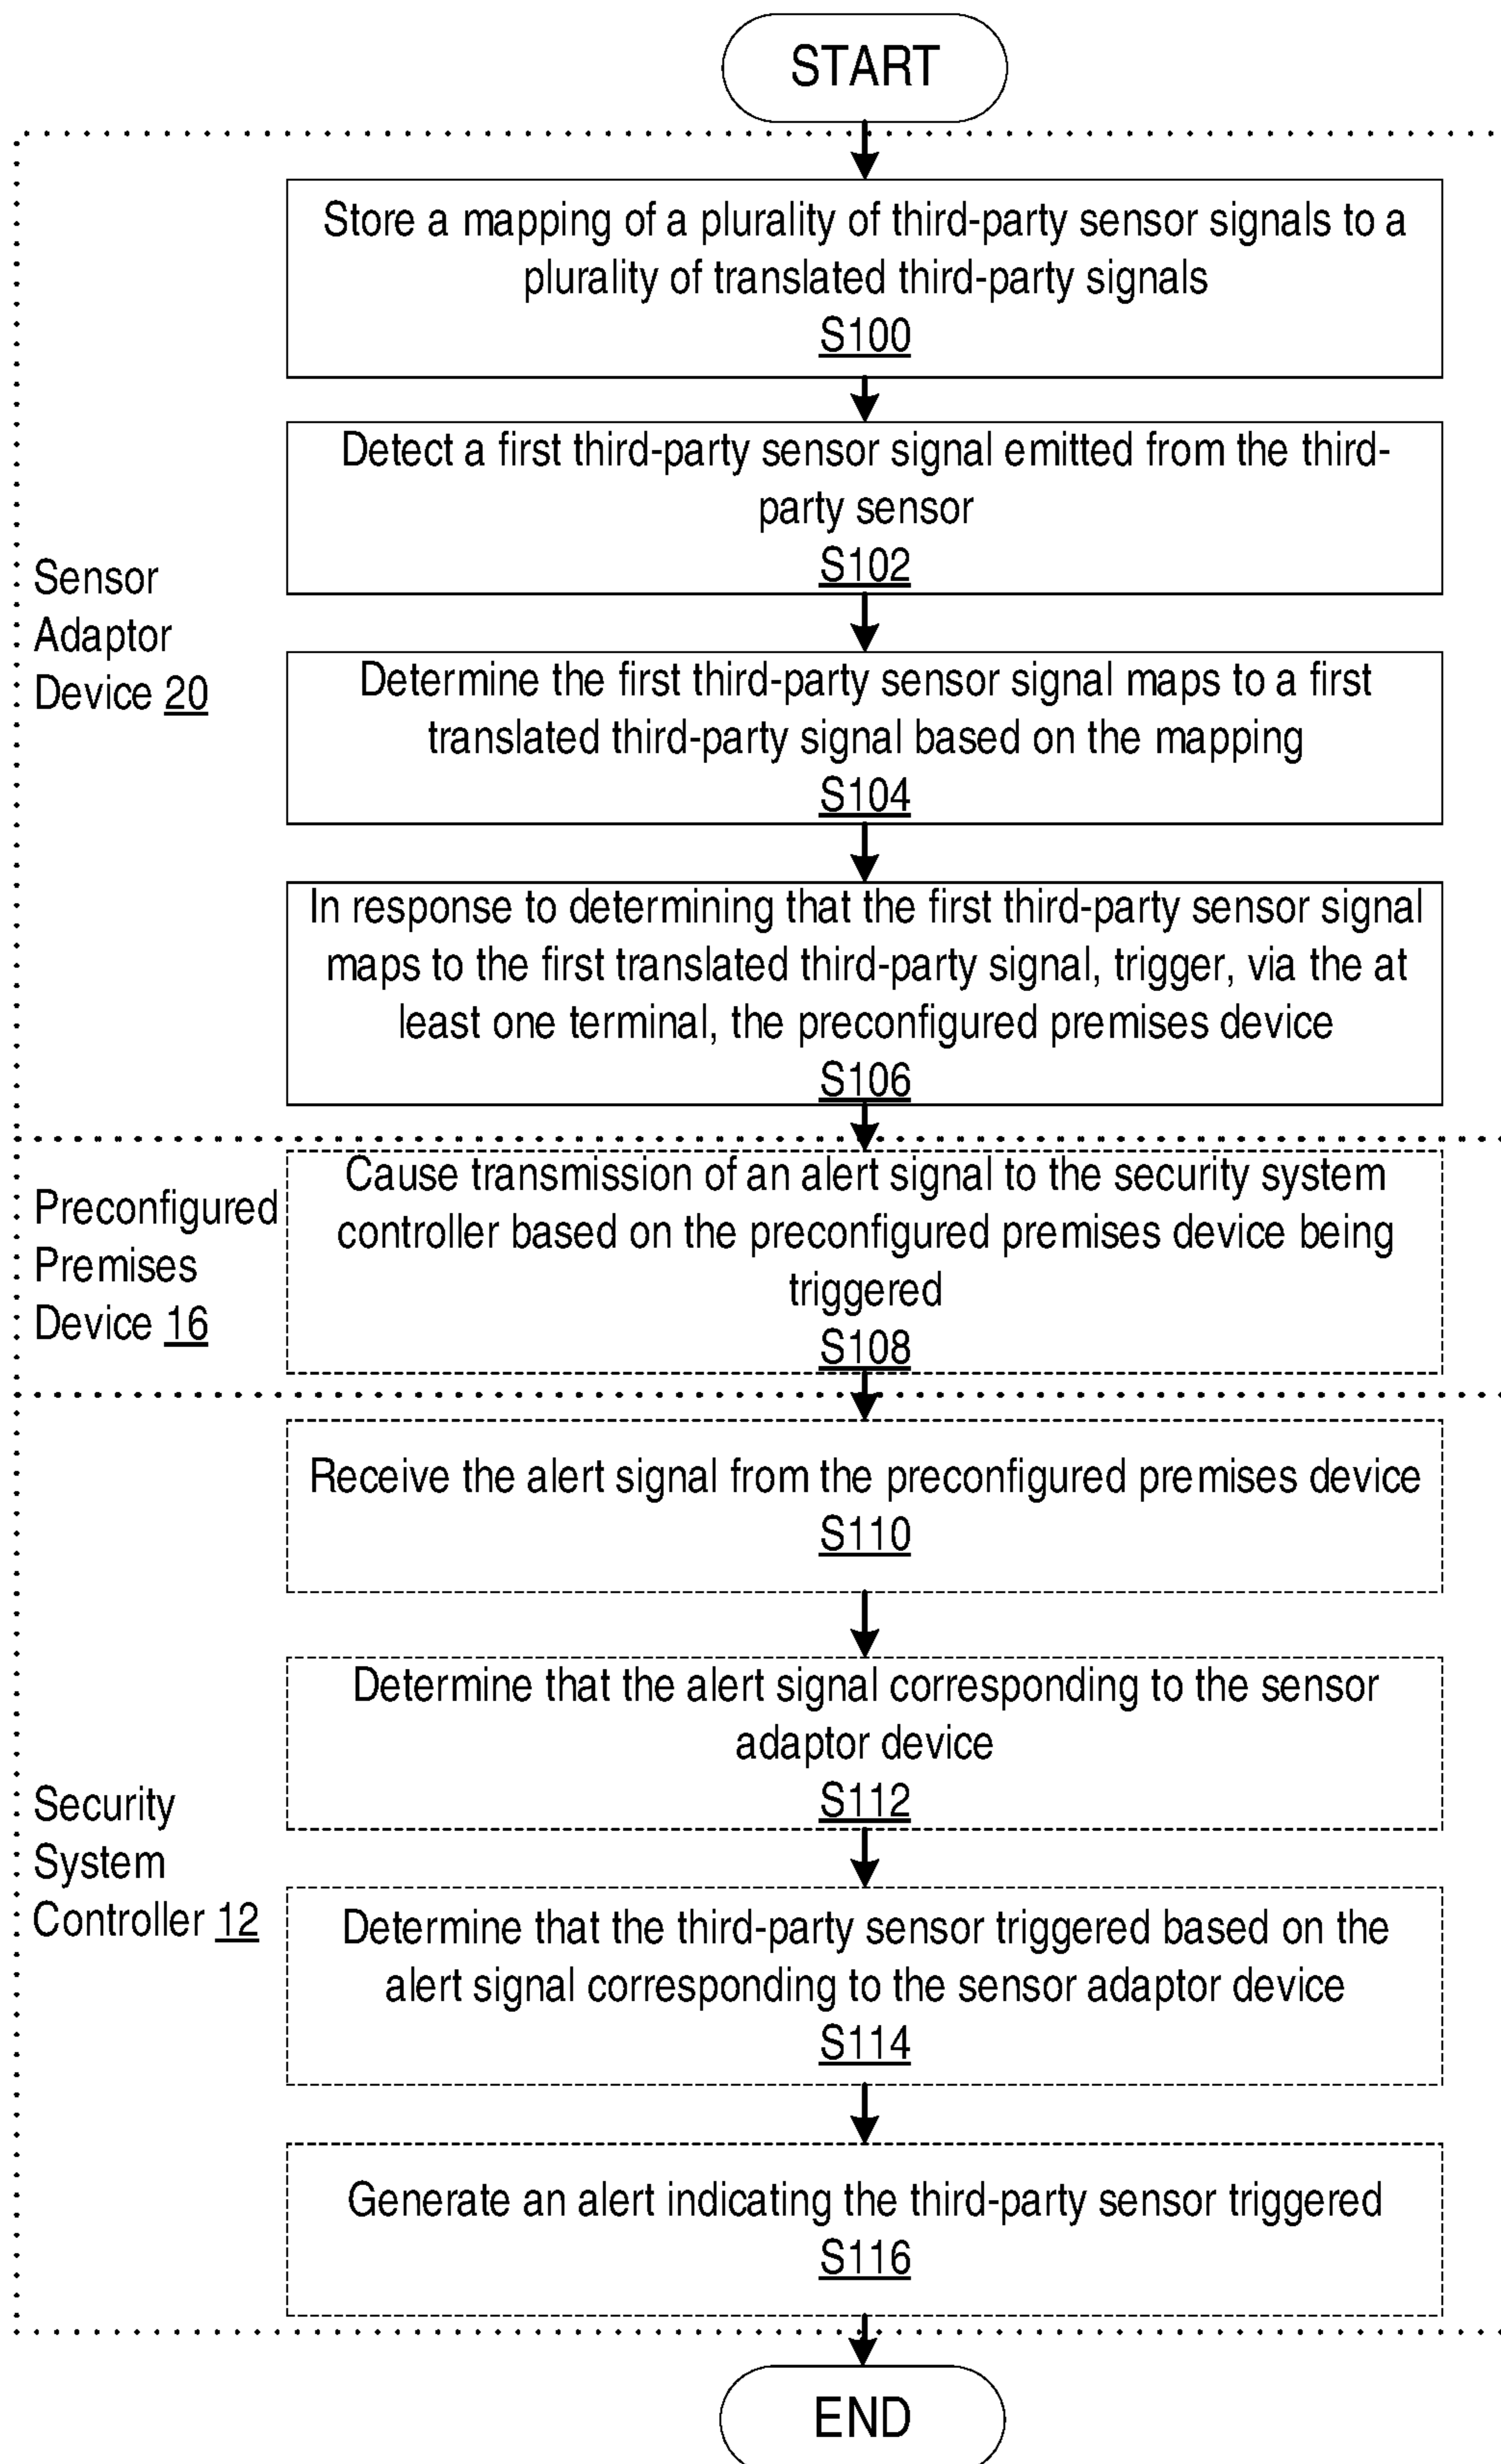 START
Store a mapping of a plurality of third-party sensor signals to a
plurality of translated third-party signals
S100
Detect a first third-party sensor signal emitted from the third-
party sensor
S102
Sensor
Adaptor
Device 20
Determine the first third-party sensor signal maps to a first
translated third-party signal based on the mapping
S104
In response to determining that the first third-party sensor signal
maps to the first translated third-party signal, trigger, via the at
least one terminal, the preconfigured premises device
S106
Preconfigured
Premises
Device 16
Cause transmission of an alert signal to the security system
controller based on the preconfigured premises device being
triggered
S108
Receive the alert signal from the preconfigured premises device
S110
Determine that the alert signal corresponding to the sensor
adaptor device
S112
Security
System
Controller 12
Determine that the third-party sensor triggered based on the
alert signal corresponding to the sensor adaptor device
S114
Generate an alert indicating the third-party sensor triggered
S116
END